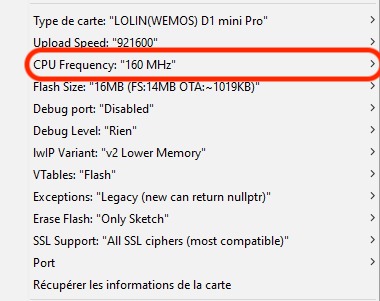 Type de carte: "LOLIN(WEMOS) D1 mini Pro"
Upload Speed: "921600"
CPU Frequency: "160 MHz"
Flash Size: "16MB (FS:14MB OTA:~1019KB)"
Debug port: "Disabled"
Debug Level: "Rien"
lwIP Variant: "v2 Lower Memory"
VTables: "Flash"
Exceptions: "Legacy (new can return nullptr)"
Erase Flash: "Only Sketch"
SSL Support: "All SSL ciphers (most compatible)"
Port
Récupérer les informations de la carte